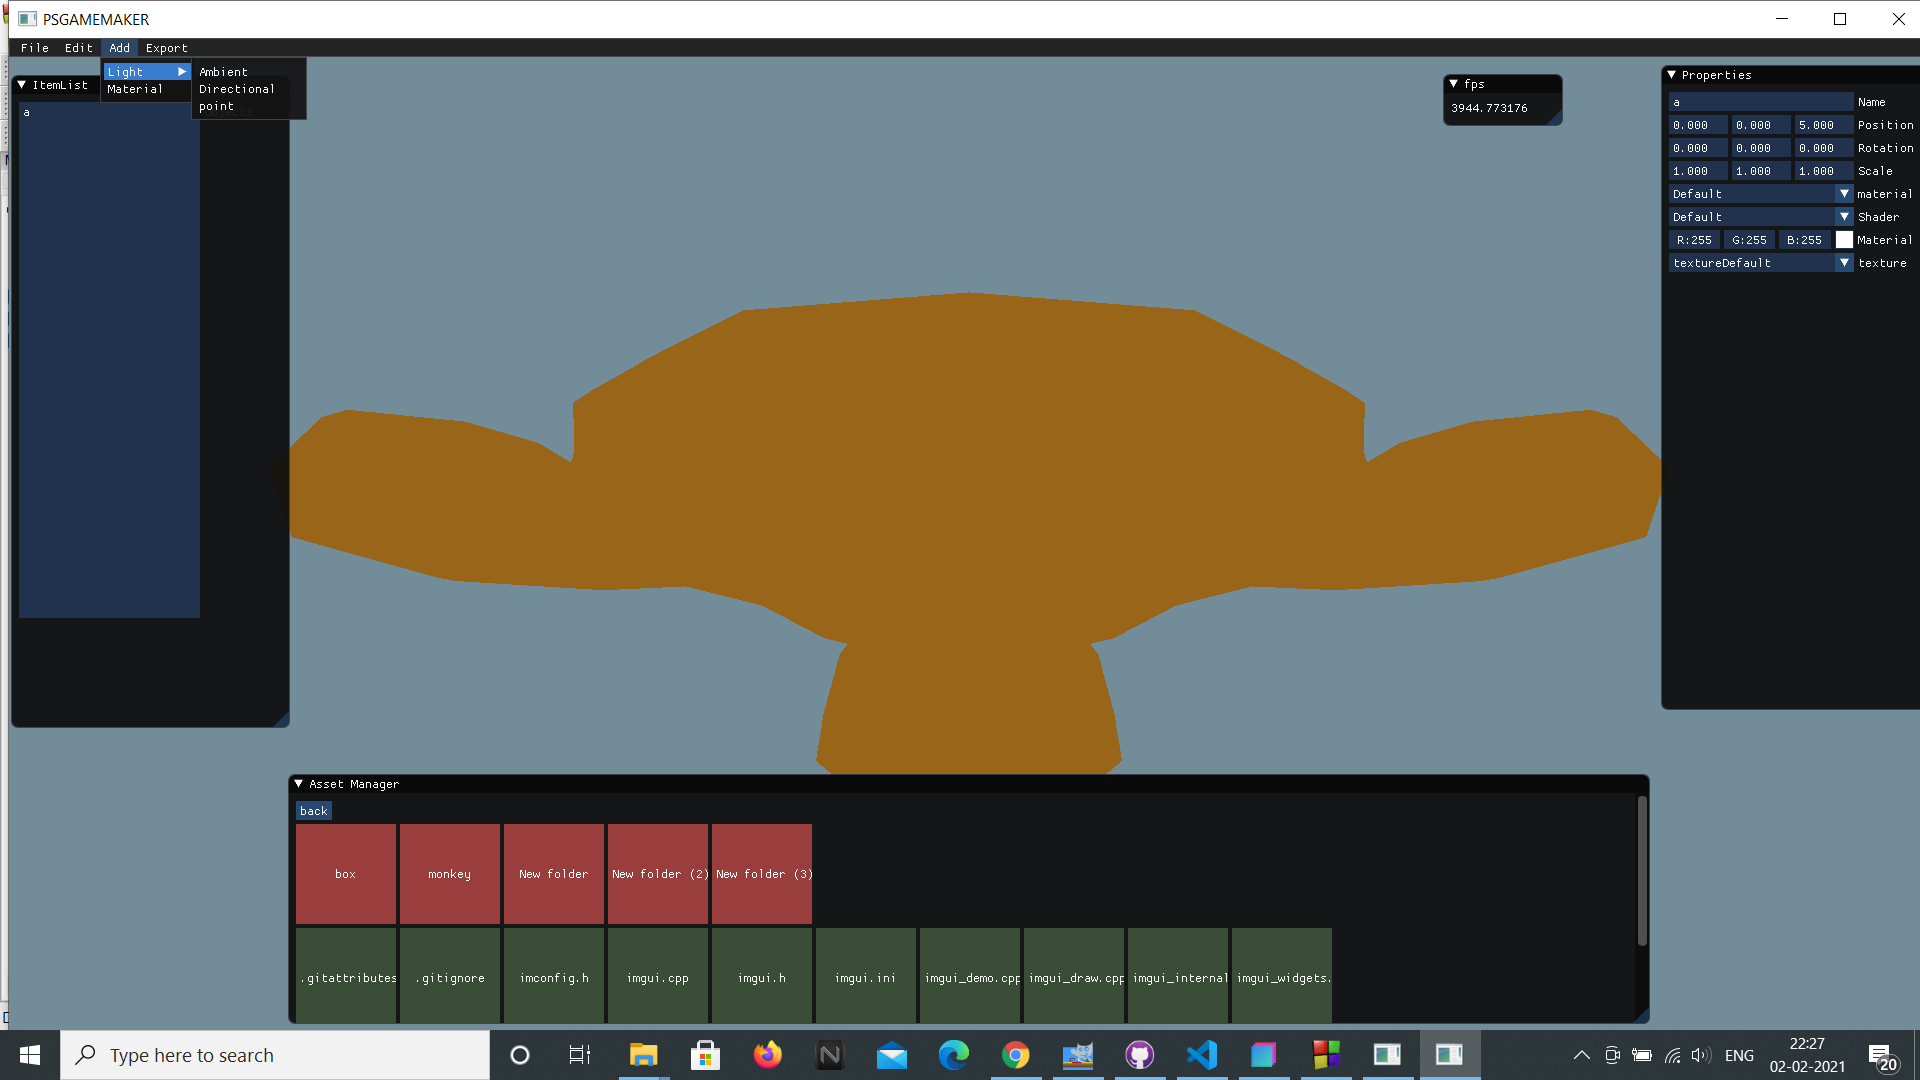 PSGAMEMAKER
File Edit Add Export
Light Ambient
Material Directional
point
ItemList
a
fps
3944.773176
Properties
a Name
0.000 0.000 5.000 Position
0.000 0.000 0.000 Rotation
1.000 1.000 1.000 Scale
Default material
Default Shader
R:255 G:255 B:255 Material
textureDefault texture
Asset Manager
back
box monkey New folder New folder (2) New folder (3)
.gitattributes .gitignore imconfig.h imgui.cpp imgui.h imgui.ini imgui_demo.cpp imgui_draw.cpp imgui_internal imgui_widgets.
Type here to search
ENG
22:27
02-02-2021
20